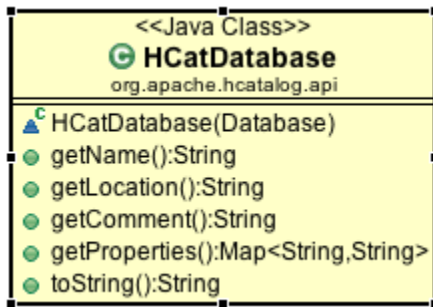 <<Java Class>>
C HCatDatabase
org.apache.hcatalog.api
C HCatDatabase(Database)
getName():String
getLocation():String
getComment():String
getProperties():Map<String,String>
toString():String